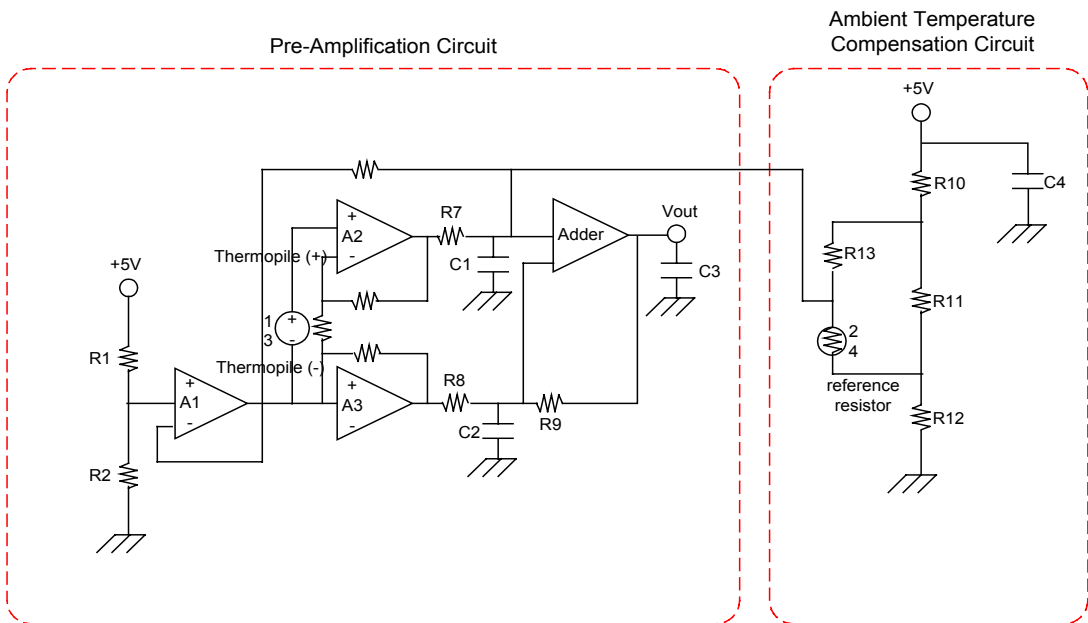 Pre-Amplification Circuit
Ambient Temperature
Compensation Circuit
+5V
R10
C4
R13
R11
2
4
reference
resistor
R12
+
A2
-
R7
C1
Adder
Vout
C3
Thermopile (+)
+5V
1
3
+
-
Thermopile (-)
R1
+
A1
-
R2
+
A3
-
R8
C2
R9